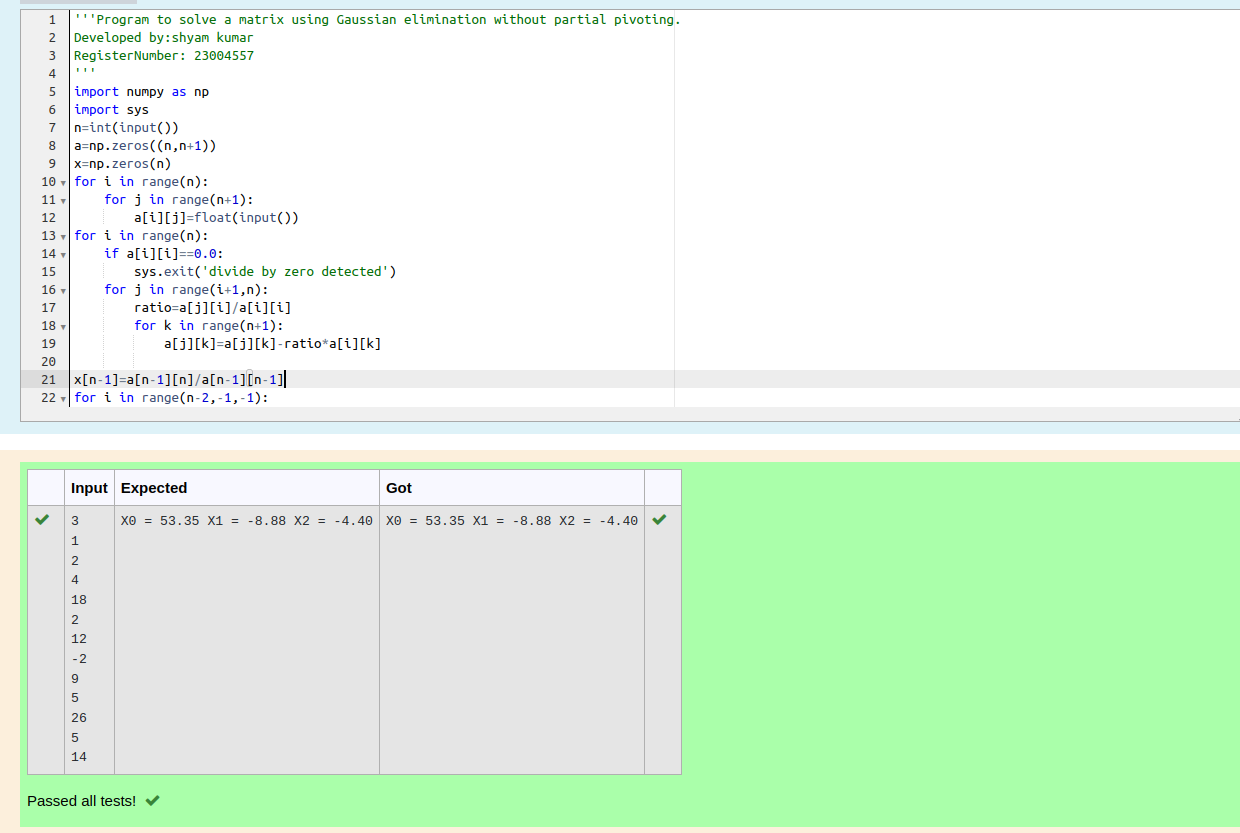 1 '''Program to solve a matrix using Gaussian elimination without partial pivoting.
2 Developed by:shyam kumar
3 RegisterNumber: 23004557
4 '''
5 import numpy as np
6 import sys
7 n=int(input())
8 a=np.zeros((n,n+1))
9 x=np.zeros(n)
10 for i in range(n):
11     for j in range(n+1):
12         a[i][j]=float(input())
13 for i in range(n):
14     if a[i][i]==0.0:
15         sys.exit('divide by zero detected')
16     for j in range(i+1,n):
17         ratio=a[j][i]/a[i][i]
18         for k in range(n+1):
19             a[j][k]=a[j][k]-ratio*a[i][k]
20
21 x[n-1]=a[n-1][n]/a[n-1][n-1]
22 for i in range(n-2,-1,-1):
Input Expected Got
3 X0 = 53.35 X1 = -8.88 X2 = -4.40 X0 = 53.35 X1 = -8.88 X2 = -4.40
1
2
4
18
2
12
-2
9
5
26
5
14
Passed all tests!